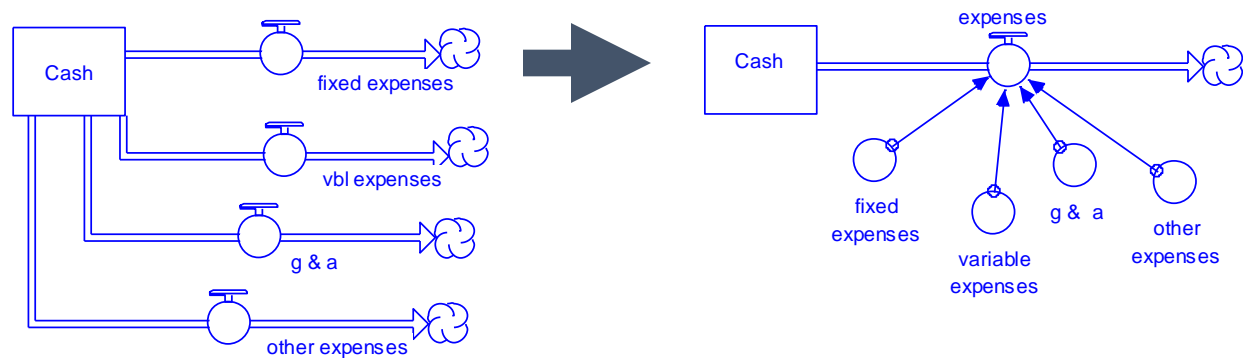 Cash
fixed expenses
vbl expenses
g & a
other expenses
expenses
Cash
fixed
expenses
variable
expenses
g & a
other
expenses